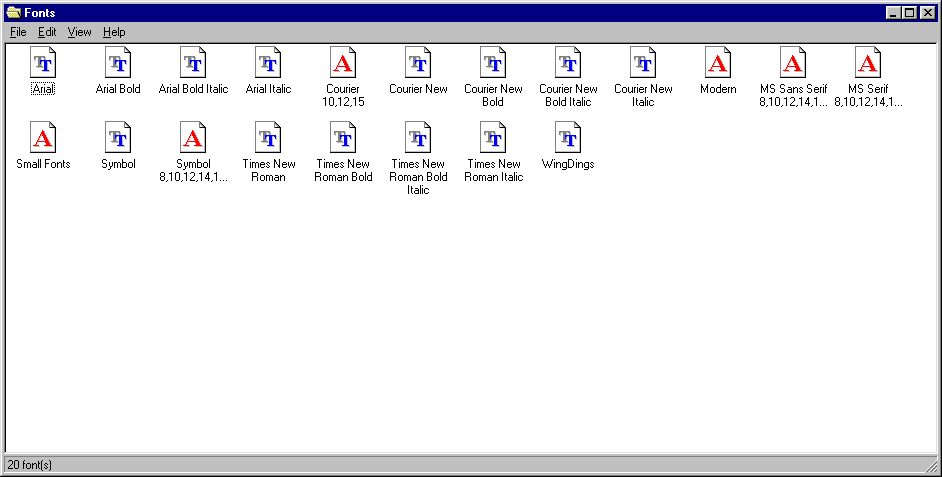 Fonts
File Edit View Help
Arial
Arial Bold
Arial Bold Italic
Arial Italic
Courier
10,12,15
Courier New
Courier New
Bold
Courier New
Bold Italic
Courier New
Italic
Modern
MS Sans Serif
8,10,12,14,1...
MS Serif
8,10,12,14,1...
Small Fonts
Symbol
Symbol
8,10,12,14,1...
Times New
Roman
Times New
Roman Bold
Times New
Roman Bold
Italic
Times New
Roman Italic
WingDings
20 font(s)